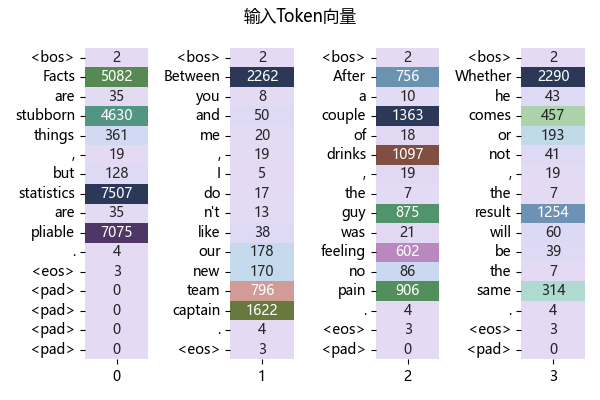 输入Token向量
<bos> 2 <bos> 2 <bos> 2 <bos> 2
Facts 5082 Between 2262 After 756 Whether 2290
are 35 you 8 a 10 he 43
stubborn 4630 and 50 couple 1363 comes 457
things 361 me 20 of 18 or 193
, 19 , 19 drinks 1097 not 41
but 128 I 5 , 19 , 19
statistics 7507 do 17 the 7 the 7
are 35 n't 13 guy 875 result 1254
pliable 7075 like 38 was 21 will 60
. 4 our 178 feeling 602 be 39
<eos> 3 new 170 no 86 the 7
<pad> 0 team 796 pain 906 same 314
<pad> 0 captain 1622 . 4 . 4
<pad> 0 . 4 <eos> 3 <eos> 3
<pad> 0 <eos> 3 <pad> 0 <pad> 0
0 1 2 3